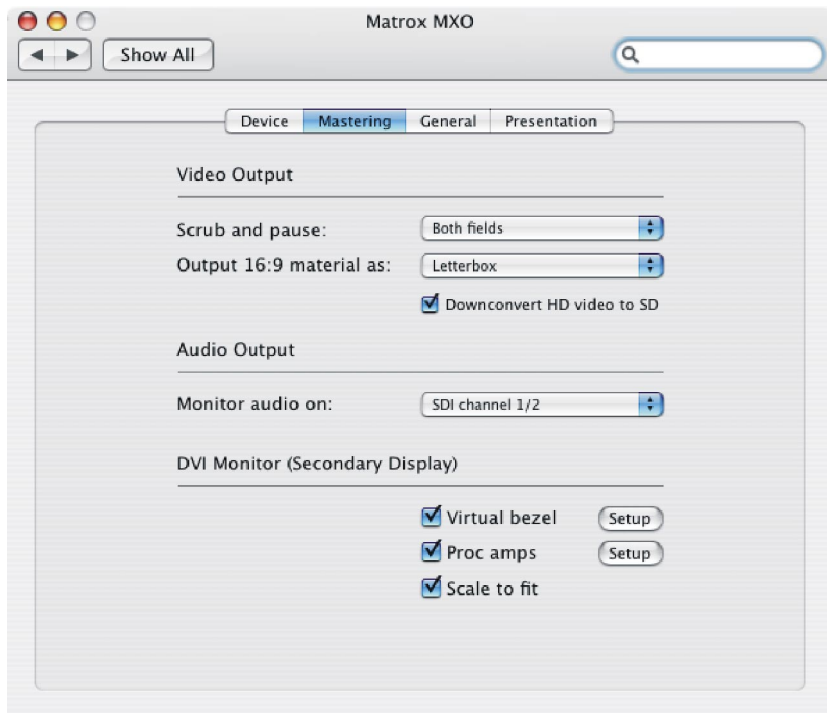 Matrox MXO
Show All
Device Mastering General Presentation
Video Output
Scrub and pause: Both fields
Output 16:9 material as: Letterbox
Downconvert HD video to SD
Audio Output
Monitor audio on: SDI channel 1/2
DVI Monitor (Secondary Display)
Virtual bezel Setup
Proc amps Setup
Scale to fit